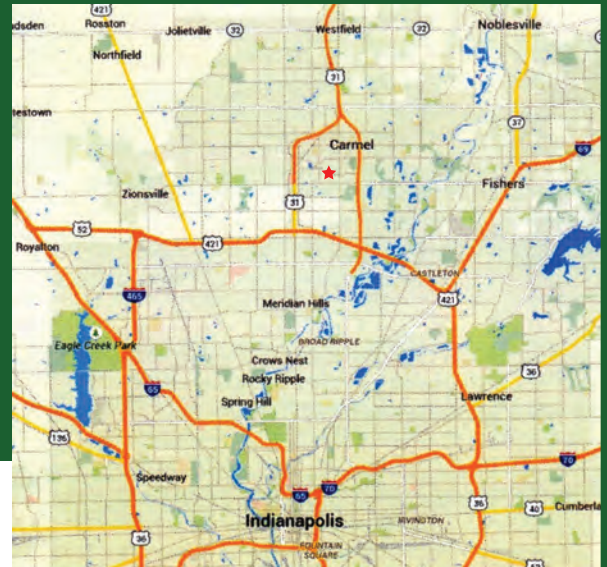 421
Rosston
Jolietville
32
Westfield
32
Noblesville
Northfield
31
37
Carmel
69
Zionsville
Fishers
31
52
421
Royalton
CASTLETON
465
421
Meridian Hills
BROAD RIPPLE
Eagle Creek Park
Crows Nest
Rocky Ripple
65
36
Spring Hill
Lawrence
136
70
Speedway
65
70
36
40
Indianapolis
IRVINGTON
36
FOUNTAIN
SQUARE